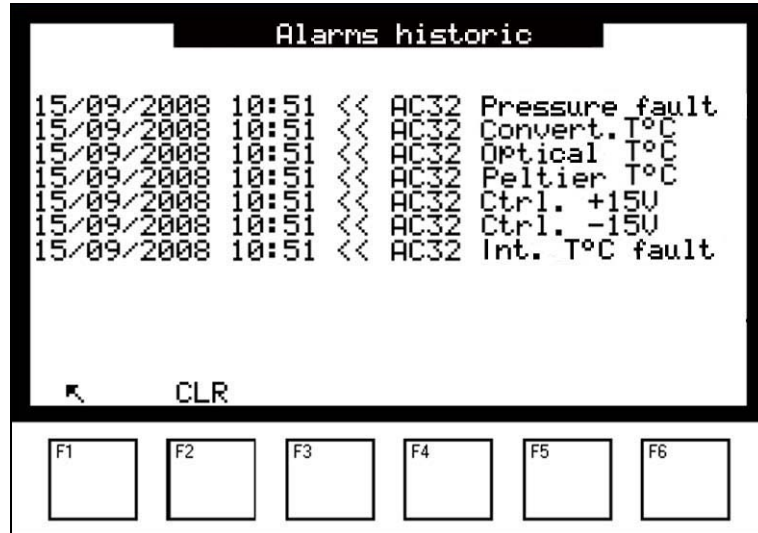 Alarms historic
15/09/2008 10:51 << AC32 Pressure fault
15/09/2008 10:51 << AC32 Convert.T°C
15/09/2008 10:51 << AC32 Optical T°C
15/09/2008 10:51 << AC32 Peltier T°C
15/09/2008 10:51 << AC32 Ctrl. +15V
15/09/2008 10:51 << AC32 Ctrl. -15V
15/09/2008 10:51 << AC32 Int. T°C fault
CLR
F1 F2 F3 F4 F5 F6